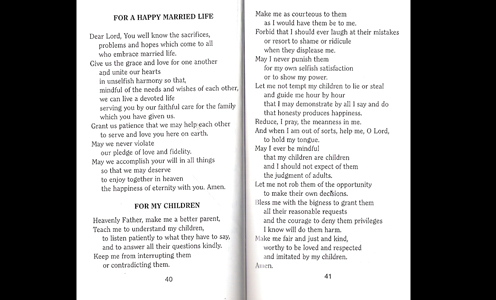 FOR A HAPPY MARRIED LIFE
Dear Lord, You well know the sacrifices,
problems and hopes which come to all
who embrace married life.
Give us the grace and love for one another
and unite our hearts
in unselfish harmony so that,
mindful of the needs and wishes of each other,
we can live a devoted life
serving you by our faithful care for the family
which you have given us.
Grant us patience that we may help each other
to serve and love you here on earth.
May we never violate
our pledge of love and fidelity.
May we accomplish your will in all things
so that we may deserve
to enjoy together in heaven
the happiness of eternity with you. Amen.
FOR MY CHILDREN
Heavenly Father, make me a better parent,
Teach me to understand my children,
to listen patiently to what they have to say,
and to answer all their questions kindly.
Keep me from interrupting them
or contradicting them.
40
Make me as courteous to them
as I would have them be to me.
Forbid that I should ever laugh at their mistakes
or resort to shame or ridicule
when they displease me.
May I never punish them
for my own selfish satisfaction
or to show my power.
Let me not tempt my children to lie or steal
and guide me hour by hour
that I may demonstrate by all I say and do
that honesty produces happiness.
Reduce, I pray, the meanness in me.
And when I am out of sorts, help me, O Lord,
to hold my tongue.
May I ever be mindful
that my children are children
and I should not expect of them
the judgment of adults.
Let me not rob them of the opportunity
to make their own decisions.
Bless me with the bigness to grant them
all their reasonable requests
and the courage to deny them privileges
I know will do them harm.
Make me fair and just and kind,
worthy to be loved and respected
and imitated by my children.
Amen.
41